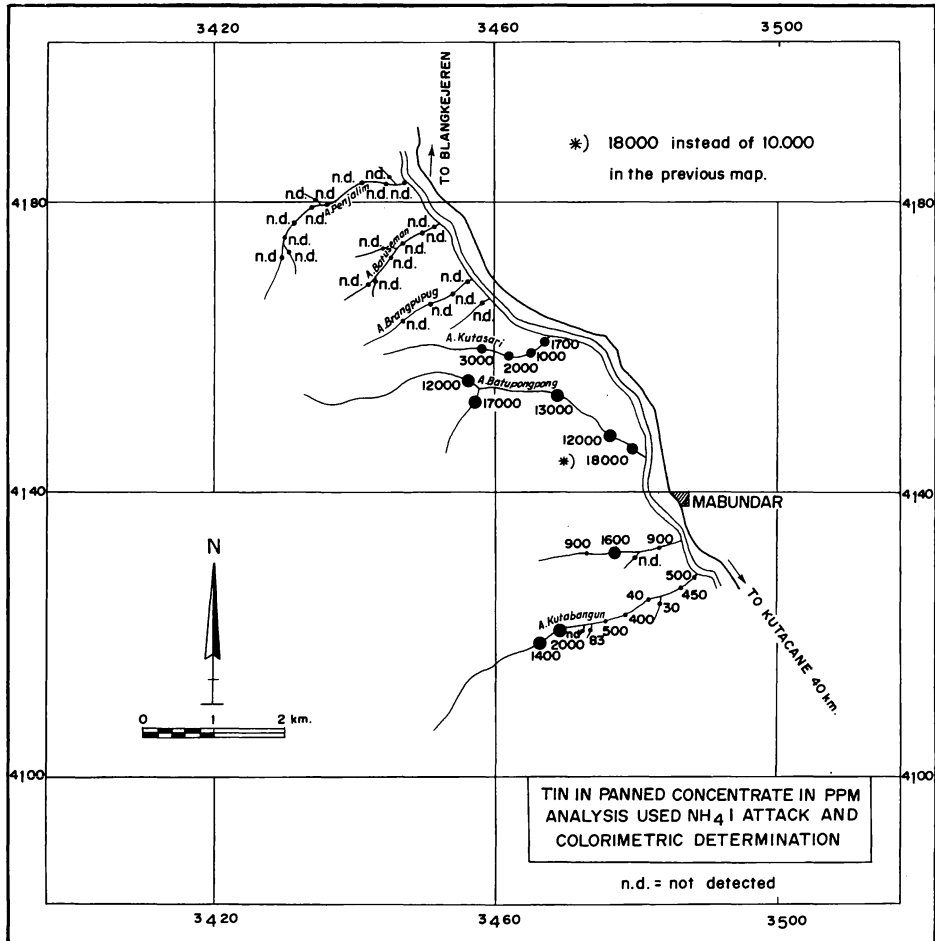 3420 3460 3500
TO BLANGKEJEREN
*) 18000 instead of 10.000
in the previous map.
4180 4180
n.d. n.d.
n.d. n.d. n.d. n.d.
A.Penjalim
n.d. n.d.
n.d. n.d.
n.d. n.d.
n.d. n.d.
n.d. n.d.
A.Batuseman
n.d.
n.d. n.d.
n.d. n.d.
A.Brangpupug
n.d. n.d.
n.d.
A.Kutasari
1700
3000 2000 1000
12000 A.Batupongpong
17000 13000
12000
*) 18000
4140 4140
MABUNDAR
900 1600 900
n.d.
500
40 450
30
A.Kutabangun
400
500
2000 nd 83
1400
TO KUTACANE 40 km.
N
0 1 2 km.
4100 4100
TIN IN PANNED CONCENTRATE IN PPM
ANALYSIS USED NH4I ATTACK AND
COLORIMETRIC DETERMINATION
n.d. = not detected
3420 3460 3500